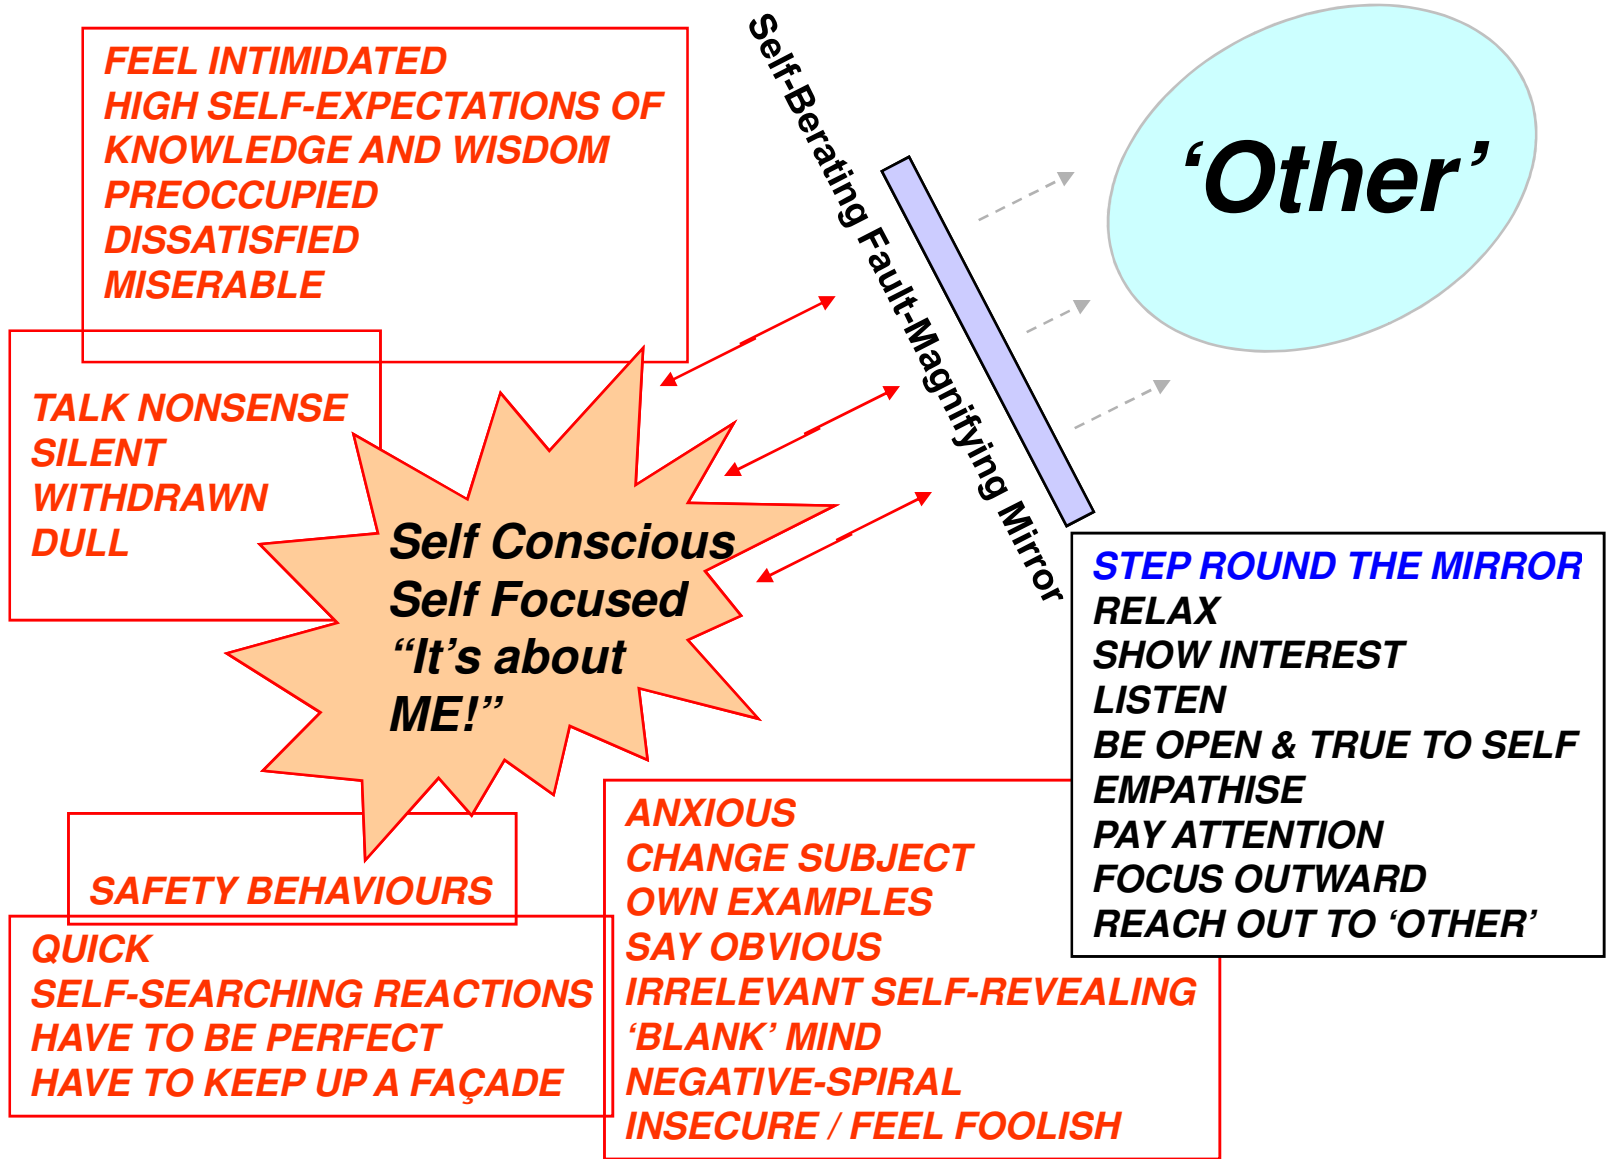 FEEL INTIMIDATED
HIGH SELF-EXPECTATIONS OF
KNOWLEDGE AND WISDOM
PREOCCUPIED
DISSATISFIED
MISERABLE
Self-Berating Fault-Magnifying Mirror
‘Other’
TALK NONSENSE
SILENT
WITHDRAWN
DULL
Self Conscious
Self Focused
“It’s about
ME!”
STEP ROUND THE MIRROR
RELAX
SHOW INTEREST
LISTEN
BE OPEN & TRUE TO SELF
EMPATHISE
PAY ATTENTION
FOCUS OUTWARD
REACH OUT TO ‘OTHER’
SAFETY BEHAVIOURS
QUICK
SELF-SEARCHING REACTIONS
HAVE TO BE PERFECT
HAVE TO KEEP UP A FAÇADE
ANXIOUS
CHANGE SUBJECT
OWN EXAMPLES
SAY OBVIOUS
IRRELEVANT SELF-REVEALING
‘BLANK’ MIND
NEGATIVE-SPIRAL
INSECURE / FEEL FOOLISH